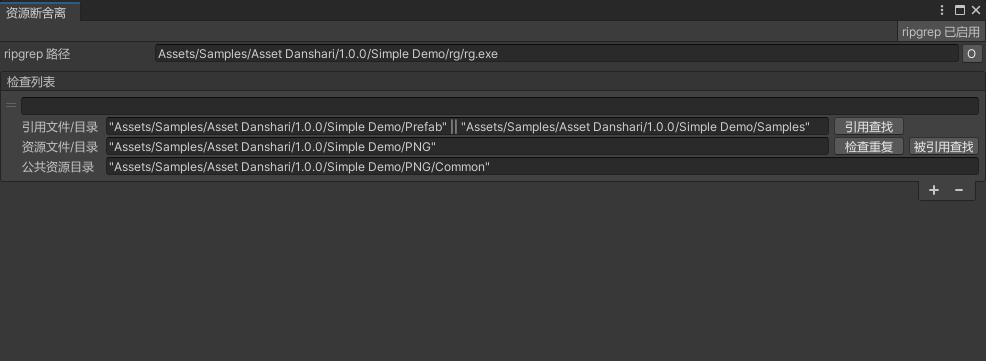 资源断舍离
ripgrep 已启用
ripgrep 路径 Assets/Samples/Asset Danshari/1.0.0/Simple Demo/rg/rg.exe
检查列表
引用文件/目录 "Assets/Samples/Asset Danshari/1.0.0/Simple Demo/Prefab" || "Assets/Samples/Asset Danshari/1.0.0/Simple Demo/Samples" 引用查找
资源文件/目录 "Assets/Samples/Asset Danshari/1.0.0/Simple Demo/PNG" 检查重复 被引用查找
公共资源目录 "Assets/Samples/Asset Danshari/1.0.0/Simple Demo/PNG/Common"